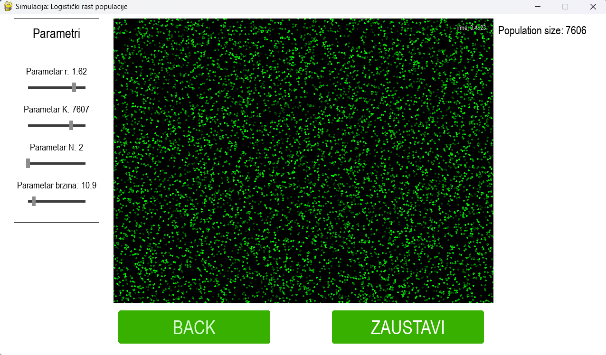 Simulacija: Logistički rast populacije
Parametri
Population size: 7606
Parametar r. 1.62
Parametar K. 7607
Parametar N. 2
Parametar brzina. 10.9
BACK
ZAUSTAVI